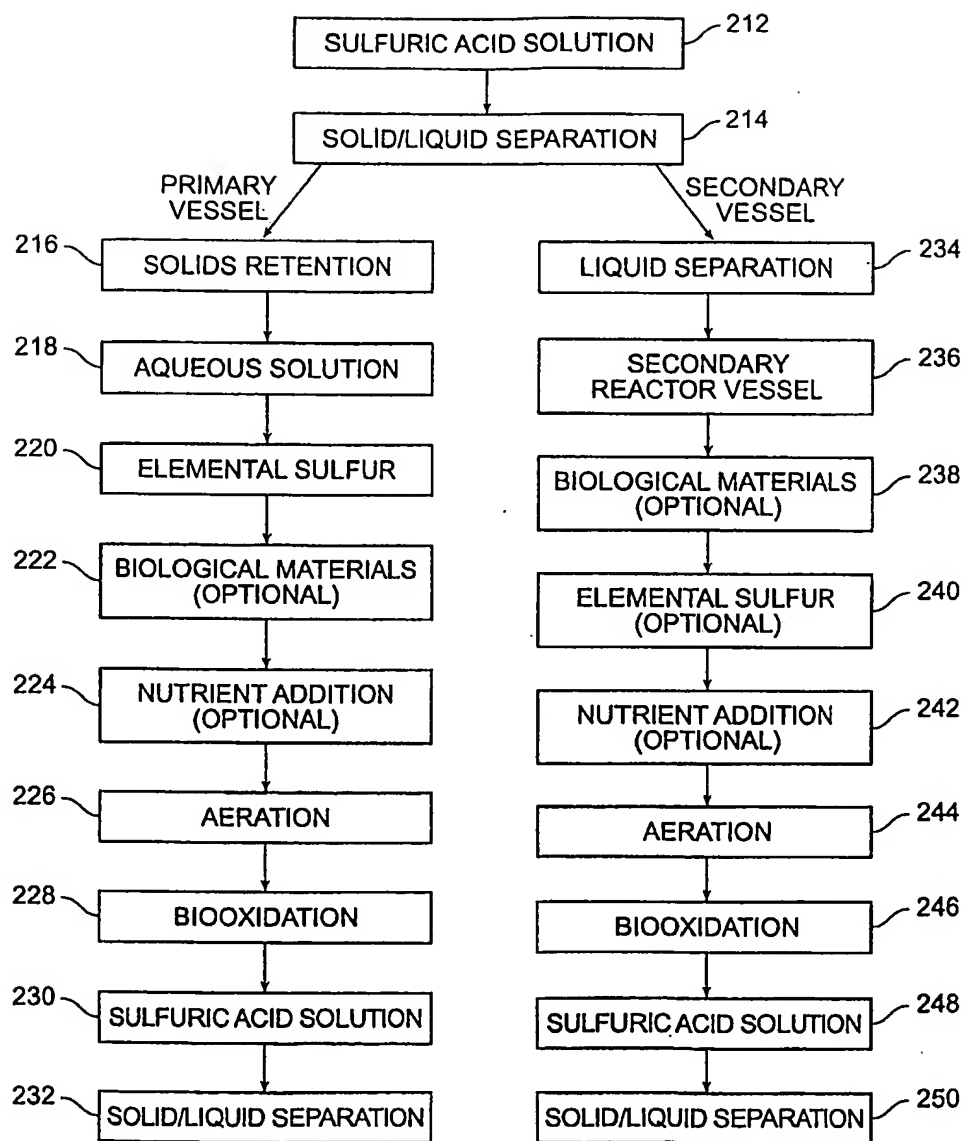 SULFURIC ACID SOLUTION
212
SOLID/LIQUID SEPARATION
214
PRIMARY
VESSEL
SECONDARY
VESSEL
216
SOLIDS RETENTION
218
AQUEOUS SOLUTION
220
ELEMENTAL SULFUR
222
BIOLOGICAL MATERIALS
(OPTIONAL)
224
NUTRIENT ADDITION
(OPTIONAL)
226
AERATION
228
BIOOXIDATION
230
SULFURIC ACID SOLUTION
232
SOLID/LIQUID SEPARATION
LIQUID SEPARATION
234
SECONDARY
REACTOR VESSEL
236
BIOLOGICAL MATERIALS
(OPTIONAL)
238
ELEMENTAL SULFUR
(OPTIONAL)
240
NUTRIENT ADDITION
(OPTIONAL)
242
AERATION
244
BIOOXIDATION
246
SULFURIC ACID SOLUTION
248
SOLID/LIQUID SEPARATION
250